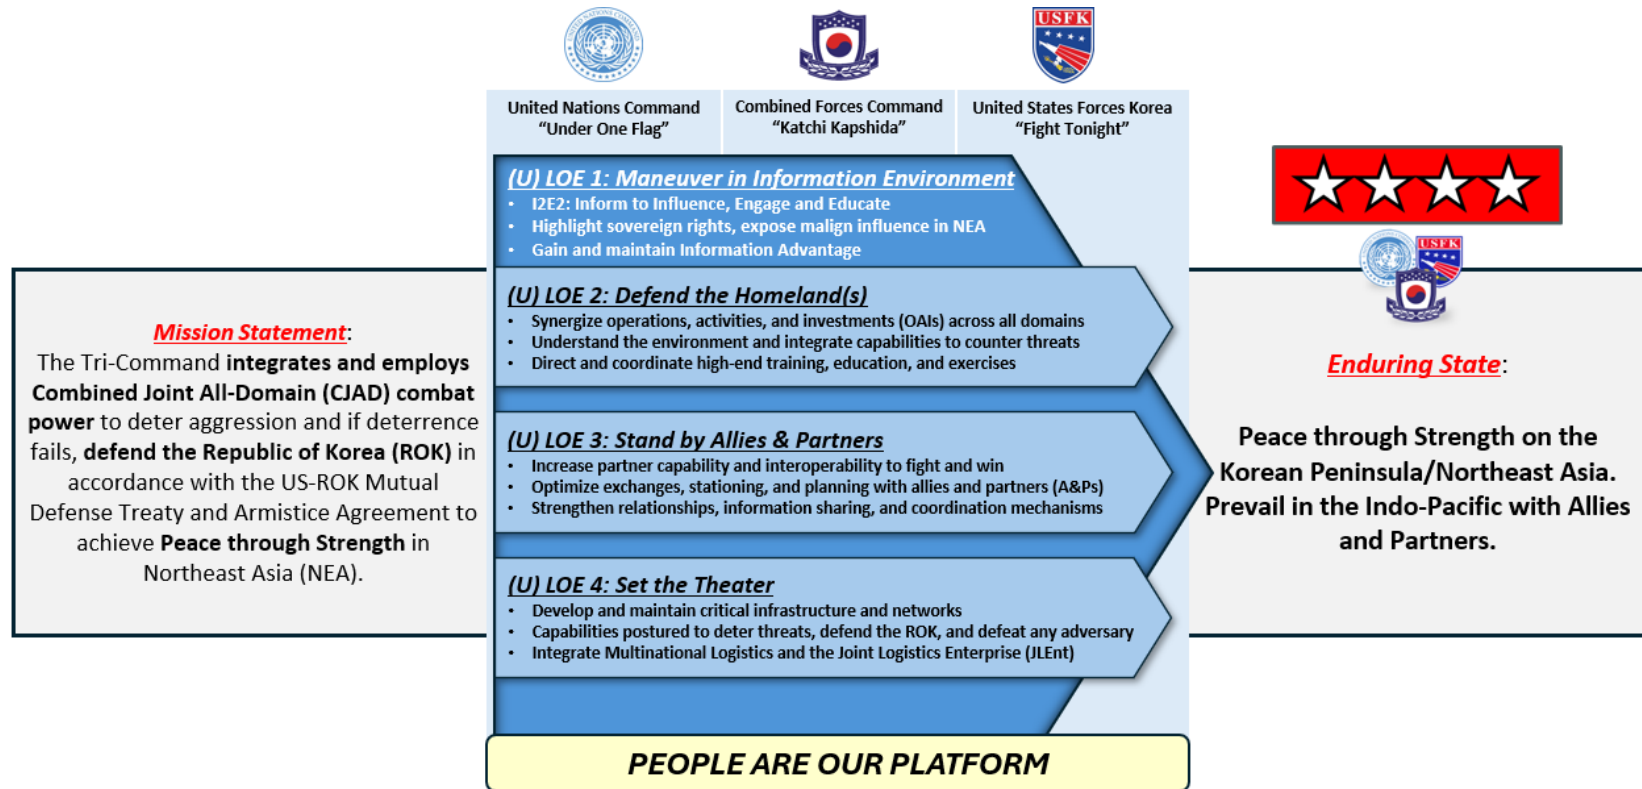 USFK
United Nations Command
“Under One Flag”
Combined Forces Command
“Katchi Kapshida”
United States Forces Korea
“Fight Tonight”
(U) LOE 1: Maneuver in Information Environment
• I2E2: Inform to Influence, Engage and Educate
• Highlight sovereign rights, expose malign influence in NEA
• Gain and maintain Information Advantage
(U) LOE 2: Defend the Homeland(s)
• Synergize operations, activities, and investments (OAIs) across all domains
• Understand the environment and integrate capabilities to counter threats
• Direct and coordinate high-end training, education, and exercises
(U) LOE 3: Stand by Allies & Partners
• Increase partner capability and interoperability to fight and win
• Optimize exchanges, stationing, and planning with allies and partners (A&Ps)
• Strengthen relationships, information sharing, and coordination mechanisms
(U) LOE 4: Set the Theater
• Develop and maintain critical infrastructure and networks
• Capabilities postured to deter threats, defend the ROK, and defeat any adversary
• Integrate Multinational Logistics and the Joint Logistics Enterprise (JLEnt)
PEOPLE ARE OUR PLATFORM
Mission Statement:
The Tri-Command integrates and employs
Combined Joint All-Domain (CJAD) combat
power to deter aggression and if deterrence
fails, defend the Republic of Korea (ROK) in
accordance with the US-ROK Mutual
Defense Treaty and Armistice Agreement to
achieve Peace through Strength in
Northeast Asia (NEA).
USFK
Enduring State:
Peace through Strength on the
Korean Peninsula/Northeast Asia.
Prevail in the Indo-Pacific with Allies
and Partners.